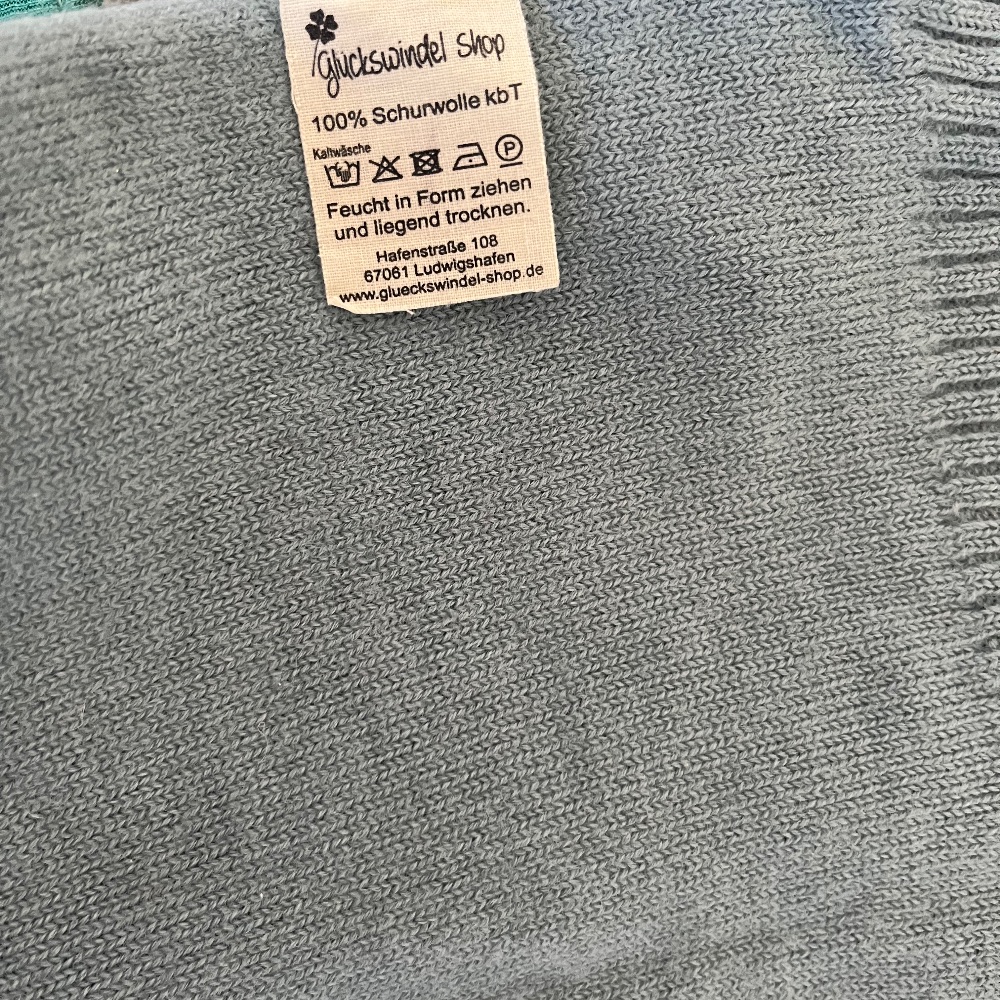 glückswindel Shop
100% Schurwolle kbT
Kaltwäsche
P
Feucht in Form ziehen
und liegend trocknen.
Hafenstraße 108
67061 Ludwigshafen
www.glueckswindel-shop.de